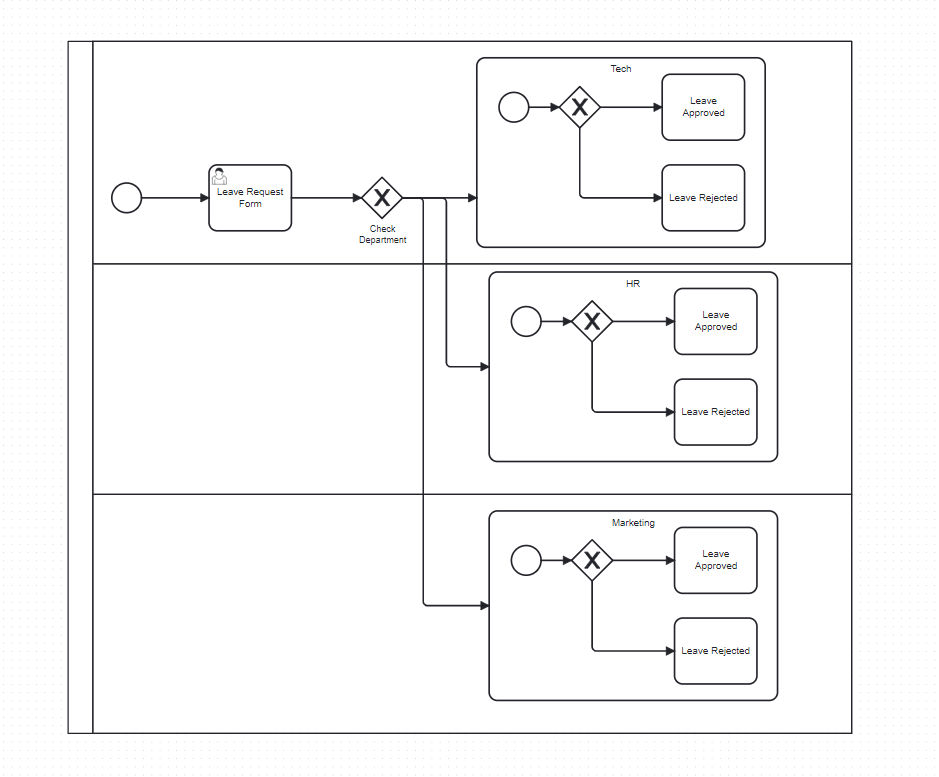 Tech
Leave
Approved
Leave Request
Form
Leave Rejected
Check
Department
HR
Leave
Approved
Leave Rejected
Marketing
Leave
Approved
Leave Rejected